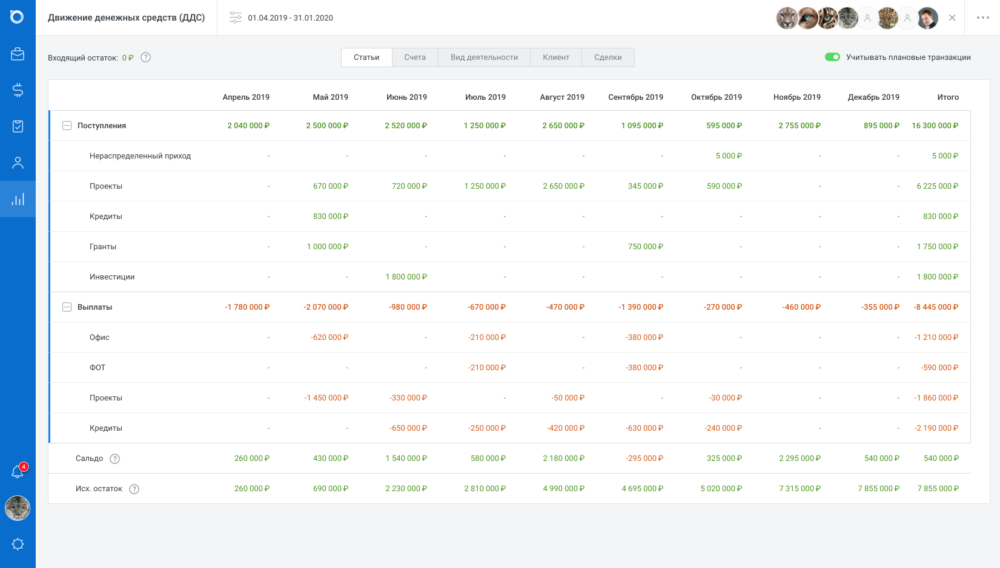 Движение денежных средств (ДДС) 01.04.2019 - 31.01.2020
Входящий остаток: 0 ₽ ? Статьи Счета Вид деятельности Клиент Сделки Учитывать плановые транзакции
Апрель 2019 Май 2019 Июнь 2019 Июль 2019 Август 2019 Сентябрь 2019 Октябрь 2019 Ноябрь 2019 Декабрь 2019 Итого
Поступления 2 040 000 ₽ 2 500 000 ₽ 2 520 000 ₽ 1 250 000 ₽ 2 650 000 ₽ 1 095 000 ₽ 595 000 ₽ 2 755 000 ₽ 895 000 ₽ 16 300 000 ₽
Нераспределенный приход - - - - - - 5 000 ₽ - - 5 000 ₽
Проекты - 670 000 ₽ 720 000 ₽ 1 250 000 ₽ 2 650 000 ₽ 345 000 ₽ 590 000 ₽ - - 6 225 000 ₽
Кредиты - 830 000 ₽ - - - - - - - 830 000 ₽
Гранты - 1 000 000 ₽ - - - 750 000 ₽ - - - 1 750 000 ₽
Инвестиции - - 1 800 000 ₽ - - - - - - 1 800 000 ₽
Выплаты -1 780 000 ₽ -2 070 000 ₽ -980 000 ₽ -670 000 ₽ -470 000 ₽ -1 390 000 ₽ -270 000 ₽ -460 000 ₽ -355 000 ₽ -8 445 000 ₽
Офис - -620 000 ₽ - -210 000 ₽ - -380 000 ₽ - - - -1 210 000 ₽
ФОТ - - - -210 000 ₽ - -380 000 ₽ - - - -590 000 ₽
Проекты - -1 450 000 ₽ -330 000 ₽ - -50 000 ₽ - -30 000 ₽ - - -1 860 000 ₽
Кредиты - - -650 000 ₽ -250 000 ₽ -420 000 ₽ -630 000 ₽ -240 000 ₽ - - -2 190 000 ₽
Сальдо ? 260 000 ₽ 430 000 ₽ 1 540 000 ₽ 580 000 ₽ 2 180 000 ₽ -295 000 ₽ 325 000 ₽ 2 295 000 ₽ 540 000 ₽ 540 000 ₽
4
Исх. остаток ? 260 000 ₽ 690 000 ₽ 2 230 000 ₽ 2 810 000 ₽ 4 990 000 ₽ 4 695 000 ₽ 5 020 000 ₽ 7 315 000 ₽ 7 855 000 ₽ 7 855 000 ₽